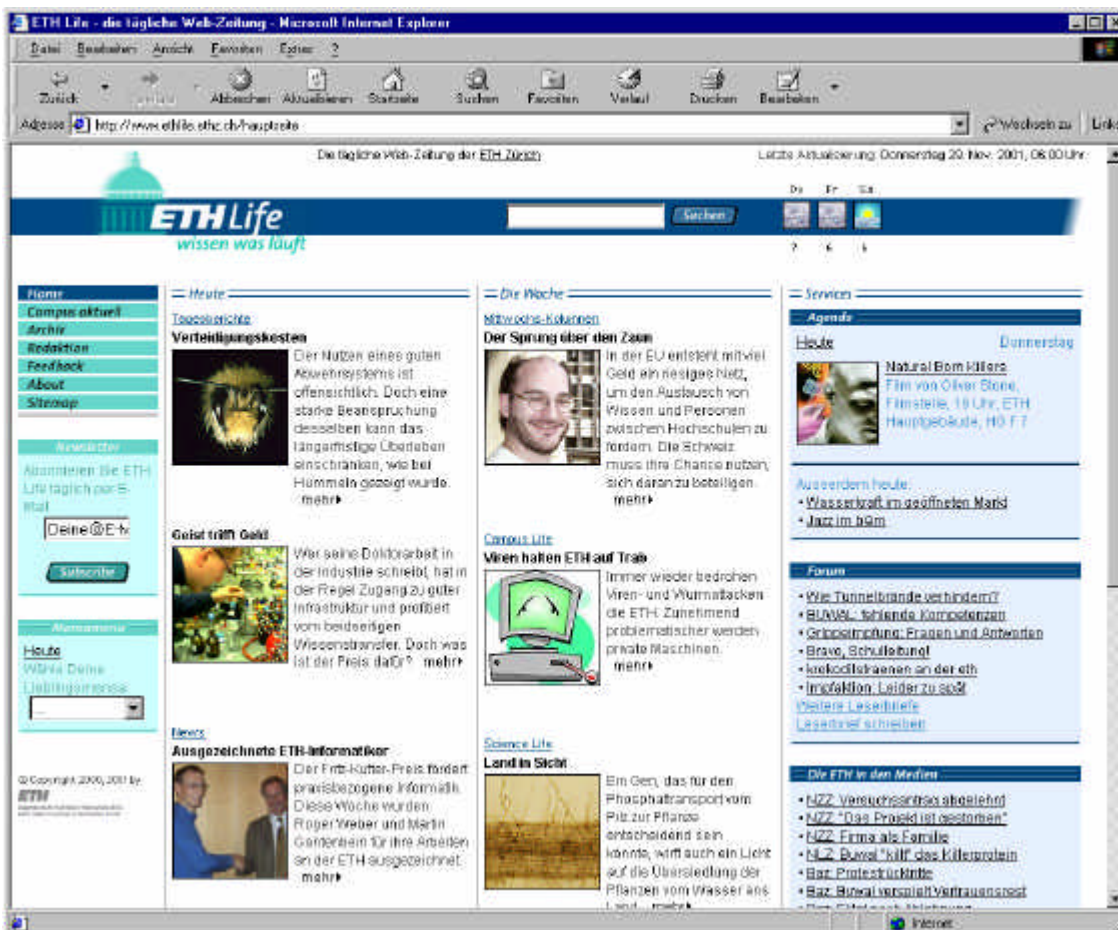 ETH Life - die tägliche Web-Zeitung - Microsoft Internet Explorer
Datei Bearbeiten Ansicht Favoriten Extras ?
Zurück Abbrechen Aktualisieren Startseite Suchen Favoriten Verlauf Drucken Bearbeiten
Adresse http://www.ethlife.ethz.ch/hauptseite Wechseln zu Links
Die tägliche Web-Zeitung der ETH Zürich
Letzte Aktualisierung: Donnerstag 29. Nov. 2001, 06:00 Uhr
Do Fr Sa
ETH Life
Suchen
wissen was läuft
Home
Campus aktuell
Archiv
Redaktion
Feedback
About
Sitemap
Newsletter
Abonnieren Sie ETH
Life täglich per E-
Mail
Deine@E-M
Subscribe
Mensamenu
Heute
Wähle Deine
Lieblingsmensa
...
© Copyright 2000, 2001 by
ETH
Heute
Tagesberichte
Verteidigungskosten
Der Nutzen eines guten
Abwehrsystems ist
offensichtlich. Doch eine
starke Beanspruchung
desselben kann das
längerfristige Überleben
einschränken, wie bei
Hummeln gezeigt wurde.
mehr
Geist trifft Geld
Wer seine Doktorarbeit in
der Industrie schreibt, hat in
der Regel Zugang zu guter
Infrastruktur und profitiert
vom beidseitigen
Wissenstransfer. Doch was
ist der Preis dafür? mehr
News
Ausgezeichnete ETH-Informatiker
Der Fritz-Kutter-Preis fördert
praxisbezogene Informatik.
Diese Woche wurden
Roger Weber und Martin
Gantenbein für ihre Arbeiten
an der ETH ausgezeichnet.
mehr
Die Woche
Mittwochs-Kolumnen
Der Sprung über den Zaun
In der EU entsteht mit viel
Geld ein riesiges Netz,
um den Austausch von
Wissen und Personen
zwischen Hochschulen zu
fördern. Die Schweiz
muss ihre Chance nutzen,
sich daran zu beteiligen.
mehr
Campus Life
Viren halten ETH auf Trab
Immer wieder bedrohen
Viren- und Wurmattacken
die ETH. Zunehmend
problematischer werden
private Maschinen.
mehr
Science Life
Land in Sicht
Ein Gen, das für den
Phosphattransport vom
Pilz zur Pflanze
entscheidend sein
könnte, wirft auch ein Licht
auf die Übersiedlung der
Pflanzen vom Wasser ans
Land. mehr
Services
Agenda
Heute Donnerstag
Natural Born Killers
Film von Oliver Stone,
Filmstelle, 19 Uhr, ETH
Hauptgebäude, HG F 7
Ausserdem heute:
• Wasserkraft im geöffneten Markt
• Jazz im bQm
Forum
• Wie Tunnelbrände verhindern?
• BUWAL: fehlende Kompetenzen
• Grippeimpfung: Fragen und Antworten
• Bravo, Schulleitung!
• krokodilstraenen an der eth
• Impfaktion: Leider zu spät
Weitere Leserbriefe
Leserbrief schreiben
Die ETH in den Medien
• NZZ: Versuchsantrag abgelehnt
• NZZ: "Das Projekt ist gestorben"
• NZZ: Firma als Familie
• NLZ: Buwal "killt" das Killerprotein
• Baz: Protestrücktritte
• Baz: Buwal verspielt Vertrauensrest
Internet